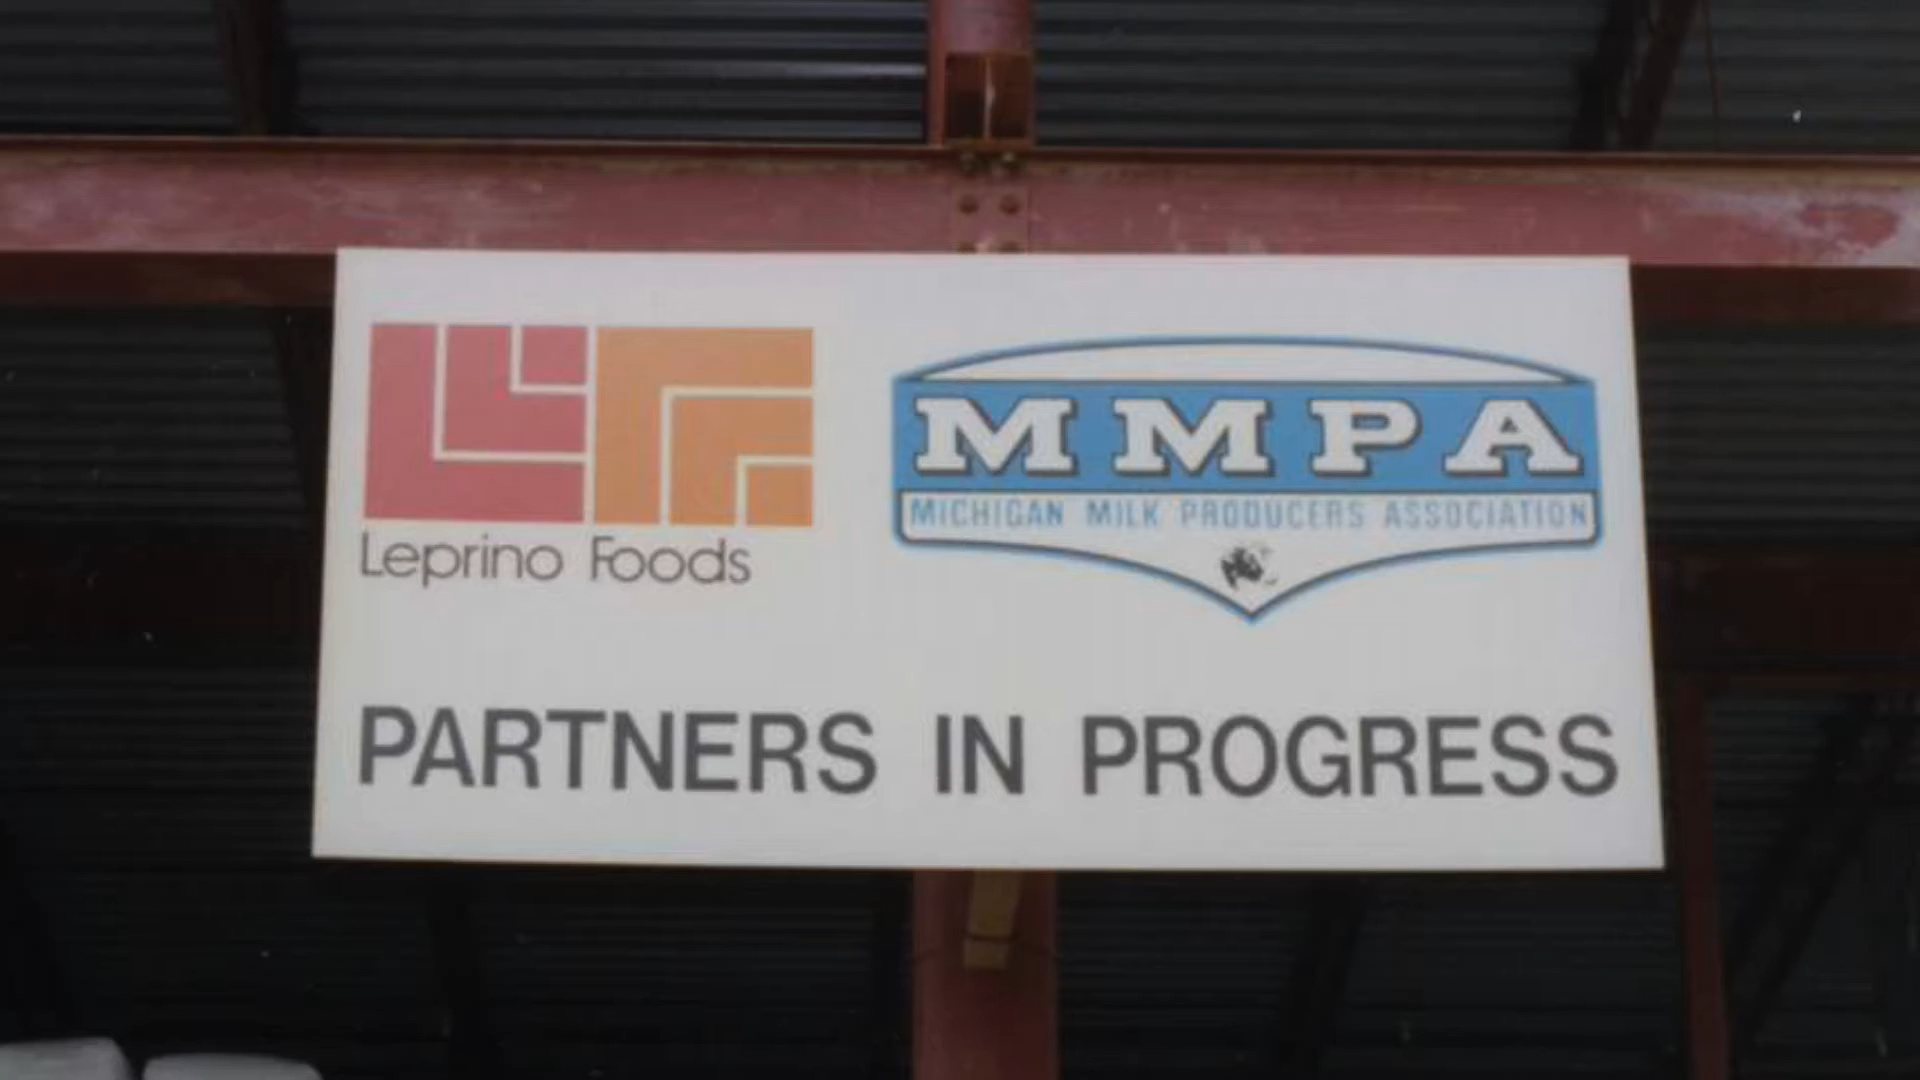 Leprino Foods
MMPA
MICHIGAN MILK PRODUCERS ASSOCIATION
PARTNERS IN PROGRESS